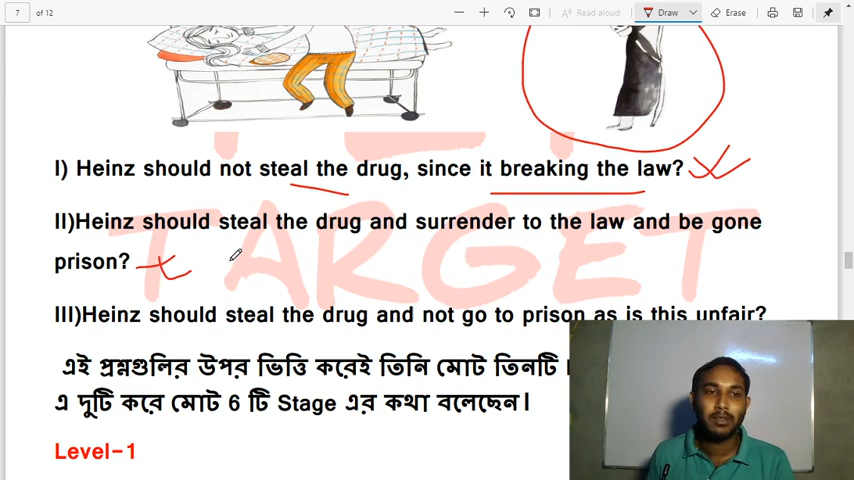 7 of 12
Read aloud
Draw
Erase
TARGET
I) Heinz should not steal the drug, since it breaking the law?
II)Heinz should steal the drug and surrender to the law and be gone
prison?
III)Heinz should steal the drug and not go to prison as is this unfair?
এই প্রশ্নগুলির উপর ভিত্তি করেই তিনি মোট তিনটি
এ দুটি করে মোট 6 টি Stage এর কথা বলেছেন।
Level-1